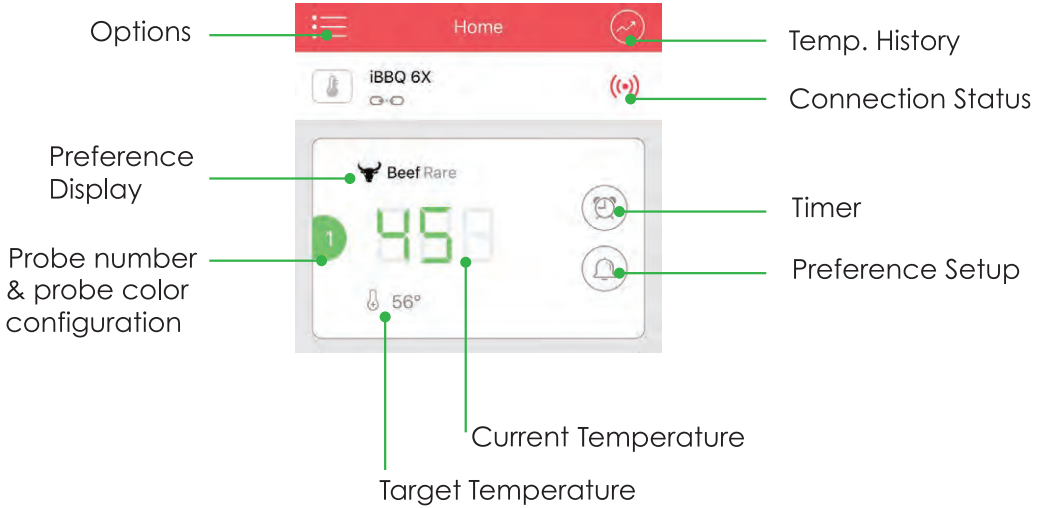 Options
Home
Temp. History
iBBQ 6X
Connection Status
Preference
Display
Beef Rare
Timer
1
45
Probe number
& probe color
configuration
Preference Setup
56°
Current Temperature
Target Temperature